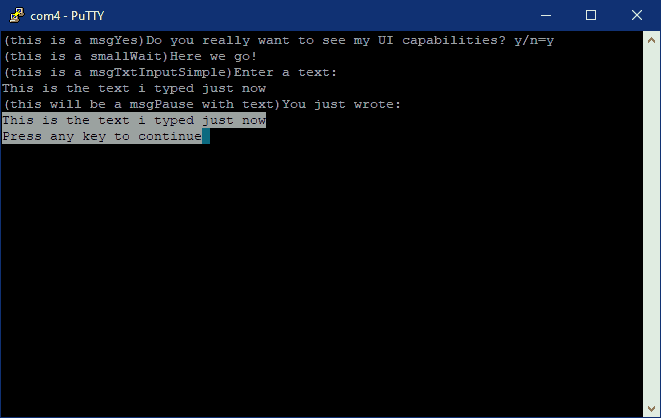 com4 - PuTTY
(this is a msgYes)Do you really want to see my UI capabilities? y/n=y
(this is a smallWait)Here we go!
(this is a msgTxtInputSimple)Enter a text:
This is the text i typed just now
(this will be a msgPause with text)You just wrote:
This is the text i typed just now
Press any key to continue